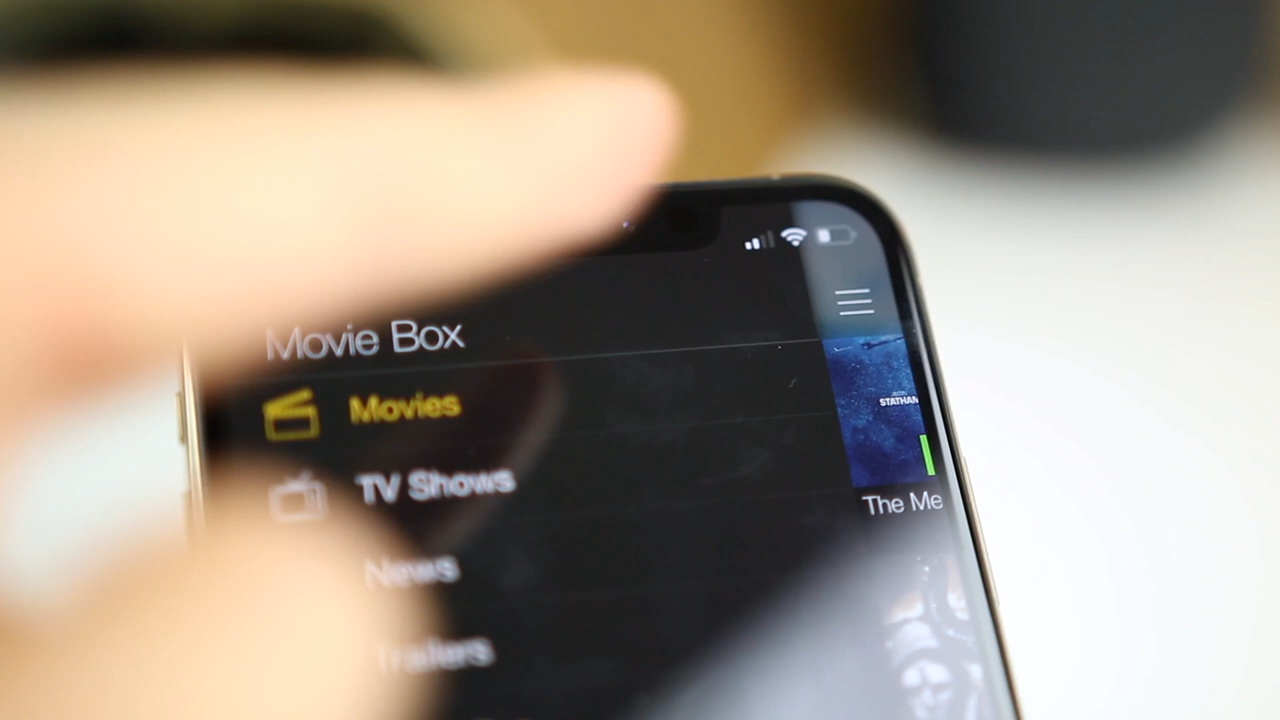 Movie Box
Movies
TV Shows
News
Trailers
STATHAM
The Me